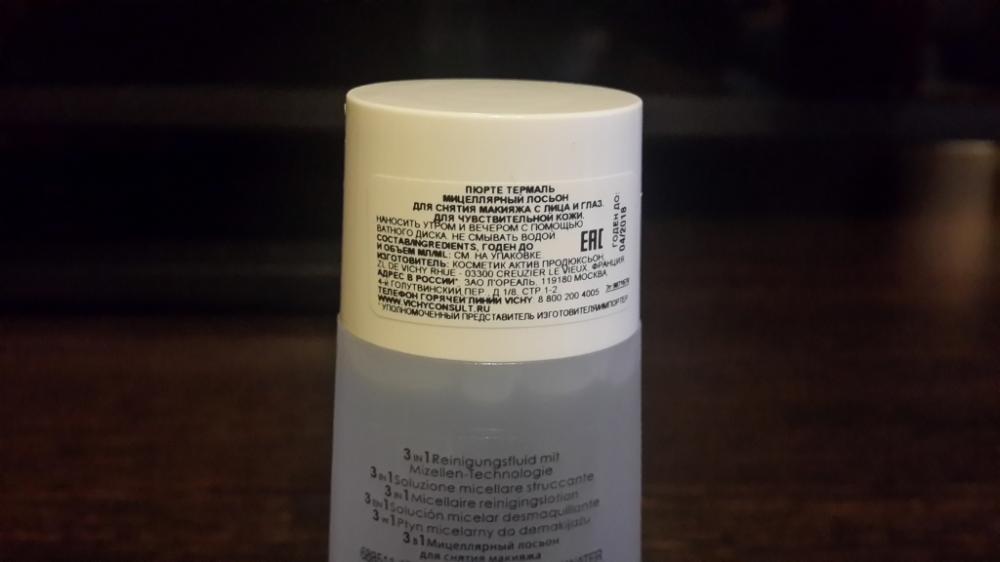 ПЮРТЕ ТЕРМАЛЬ
МИЦЕЛЛЯРНЫЙ ЛОСЬОН
ДЛЯ СНЯТИЯ МАКИЯЖА С ЛИЦА И ГЛАЗ.
ДЛЯ ЧУВСТВИТЕЛЬНОЙ КОЖИ.
НАНОСИТЬ УТРОМ И ВЕЧЕРОМ С ПОМОЩЬЮ
ВАТНОГО ДИСКА. НЕ СМЫВАТЬ ВОДОЙ
СОСТАВ/INGREDIENTS, ГОДЕН ДО
И ОБЪЕМ МЛ/ML: СМ. НА УПАКОВКЕ
ИЗГОТОВИТЕЛЬ: КОСМЕТИК АКТИВ ПРОДЮКСЬОН,
ZL DE VICHY RHUE - 03300 CREUZIER LE VIEUX, ФРАНЦИЯ
АДРЕС В РОССИИ* ЗАО Л'ОРЕАЛЬ, 119180 МОСКВА,
4-й ГОЛУТВИНСКИЙ ПЕР., Д 1/8, СТР. 1-2
ТЕЛЕФОН ГОРЯЧЕЙ ЛИНИИ VICHY 8 800 200 4005
WWW.VICHYCONSULT.RU
*УПОЛНОМОЧЕННЫЙ ПРЕДСТАВИТЕЛЬ ИЗГОТОВИТЕЛЯ/ИМПОРТЕР
EAC
ГОДЕН ДО:
04/2018
3 IN 1 Reinigungsfluid mit
Mizellen-Technologie
3 IN 1 Soluzione micellare struccante
3 IN 1 Micellaire reinigingslotion
3 EN 1 Solución micelar desmaquillante
3 W 1 Płyn micelarny do demakijażu
3 В 1 Мицеллярный лосьон
для снятия макияжа
WATER